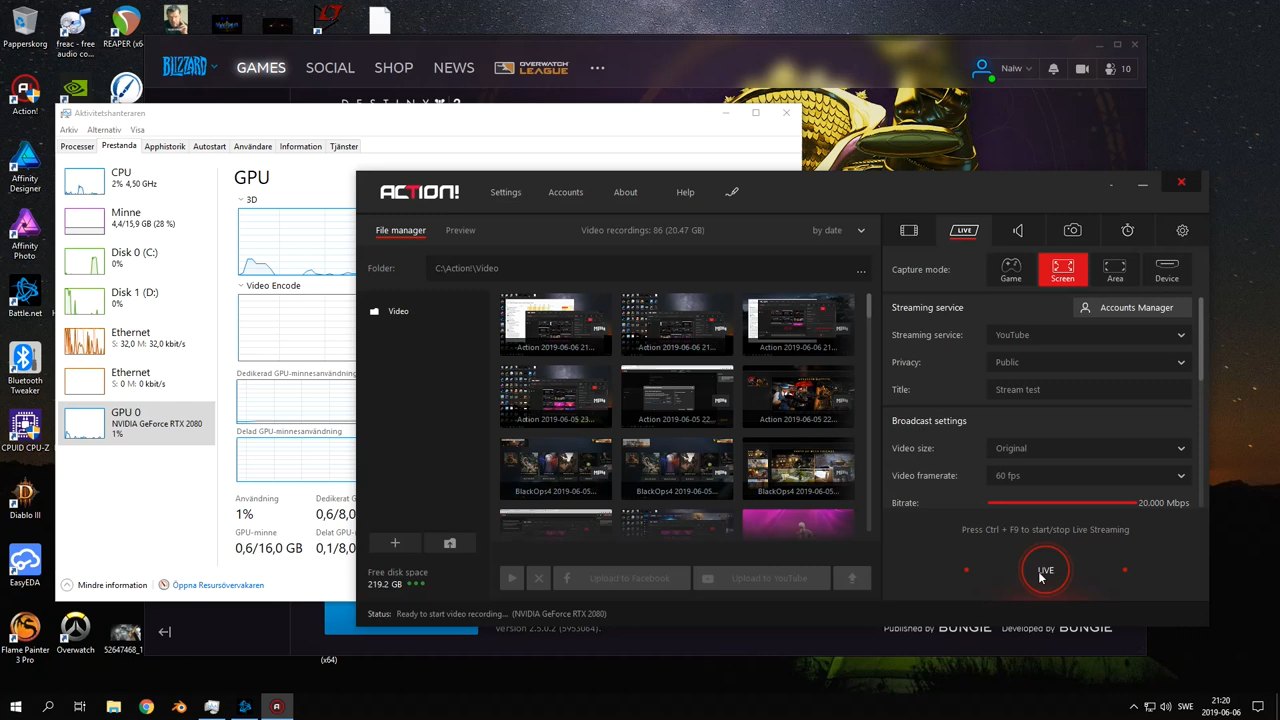 Papperskorg
freac - free
audio co...
REAPER (x6
Action!
Affinity
Designer
Affinity
Photo
Battle.net
Bluetooth
Tweaker
CPUID CPU-Z
Diablo III
EasyEDA
Flame Painter
3 Pro
Overwatch
52647468_1
(x64)
BLIZZARD
GAMES
SOCIAL
SHOP
NEWS
OVERWATCH
LEAGUE
Nalw
10
Version 2.5.0.2 (5953064).
Published by BUNGIE
Developed by BUNGIE
Aktivitetshanteraren
Arkiv Alternativ Visa
Processer Prestanda Apphistorik Autostart Användare Information Tjänster
CPU
2% 4,50 GHz
Minne
4,4/15,9 GB (28 %)
Disk 0 (C:)
0%
Disk 1 (D:)
0%
Ethernet
S: 32,0 M: 32,0 kbit/s
Ethernet
S: 0 M: 0 kbit/s
GPU 0
NVIDIA GeForce RTX 2080
1%
GPU
3D
Video Encode
Dedikerad GPU-minnesanvändning
Delad GPU-minnesanvändning
Användning
1%
Dedikerat G
0,6/8,0
GPU-minne
0,6/16,0 GB
Delat GPU-
0,1/8,0
Mindre information
Öppna Resursövervakaren
ACTION!
Settings
Accounts
About
Help
File manager
Preview
Video recordings: 86 (20.47 GB)
by date
Folder:
C:\Action!\Video
...
Video
Action 2019-06-06 21...
Action 2019-06-06 21...
Action 2019-06-06 21...
Action 2019-06-05 23...
Action 2019-06-05 22...
Action 2019-06-05 22...
BlackOps4 2019-06-05...
BlackOps4 2019-06-05...
BlackOps4 2019-06-05...
Free disk space
219.2 GB
Upload to Facebook
Upload to YouTube
Status: Ready to start video recording... (NVIDIA GeForce RTX 2080)
LIVE
Capture mode:
Game
Screen
Area
Device
Streaming service
Accounts Manager
Streaming service: YouTube
Privacy: Public
Title: Stream test
Broadcast settings
Video size: Original
Video framerate: 60 fps
Bitrate: 20.000 Mbps
Press Ctrl + F9 to start/stop Live Streaming
LIVE
SWE
21:20
2019-06-06